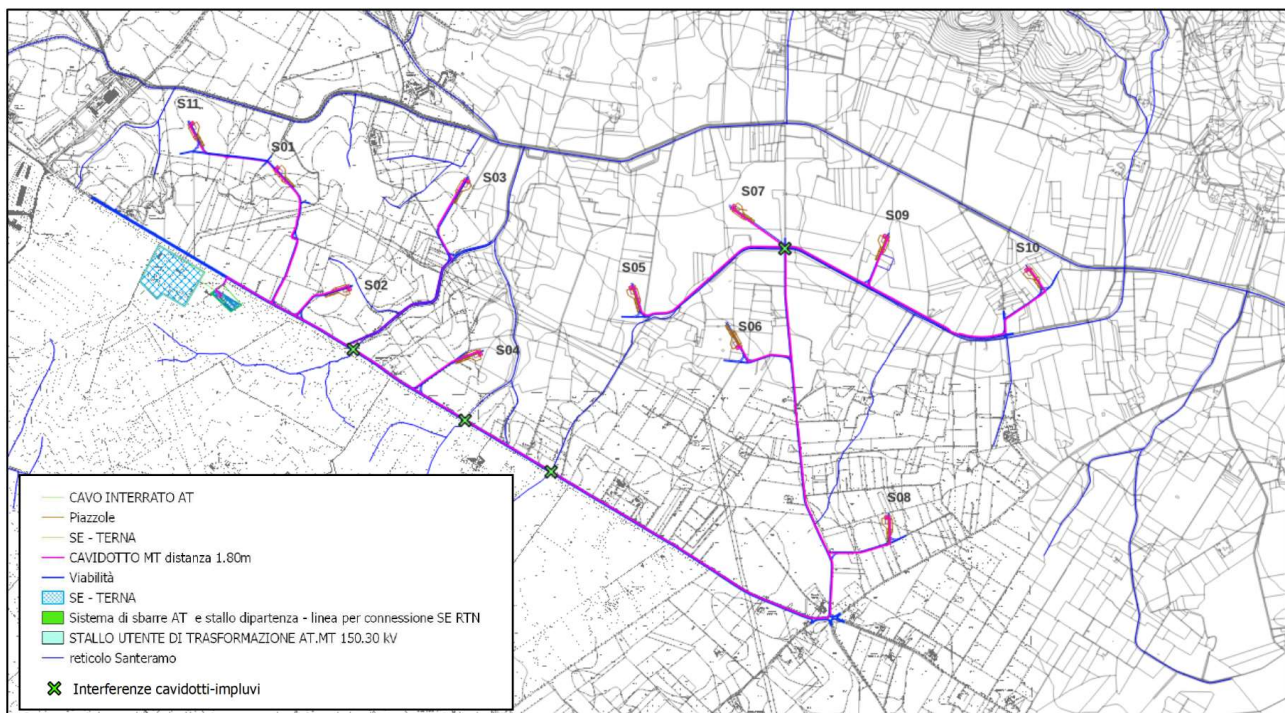 S11
S01
S03
S07
S09
S10
S05
S02
S06
S04
S08
CAVO INTERRATO AT
Piazzole
SE - TERNA
CAVIDOTTO MT distanza 1.80m
Viabilità
SE - TERNA
Sistema di sbarre AT e stallo dipartenza - linea per connessione SE RTN
STALLO UTENTE DI TRASFORMAZIONE AT.MT 150.30 kV
reticolo Santeramo
Interferenze cavidotti-impluvi